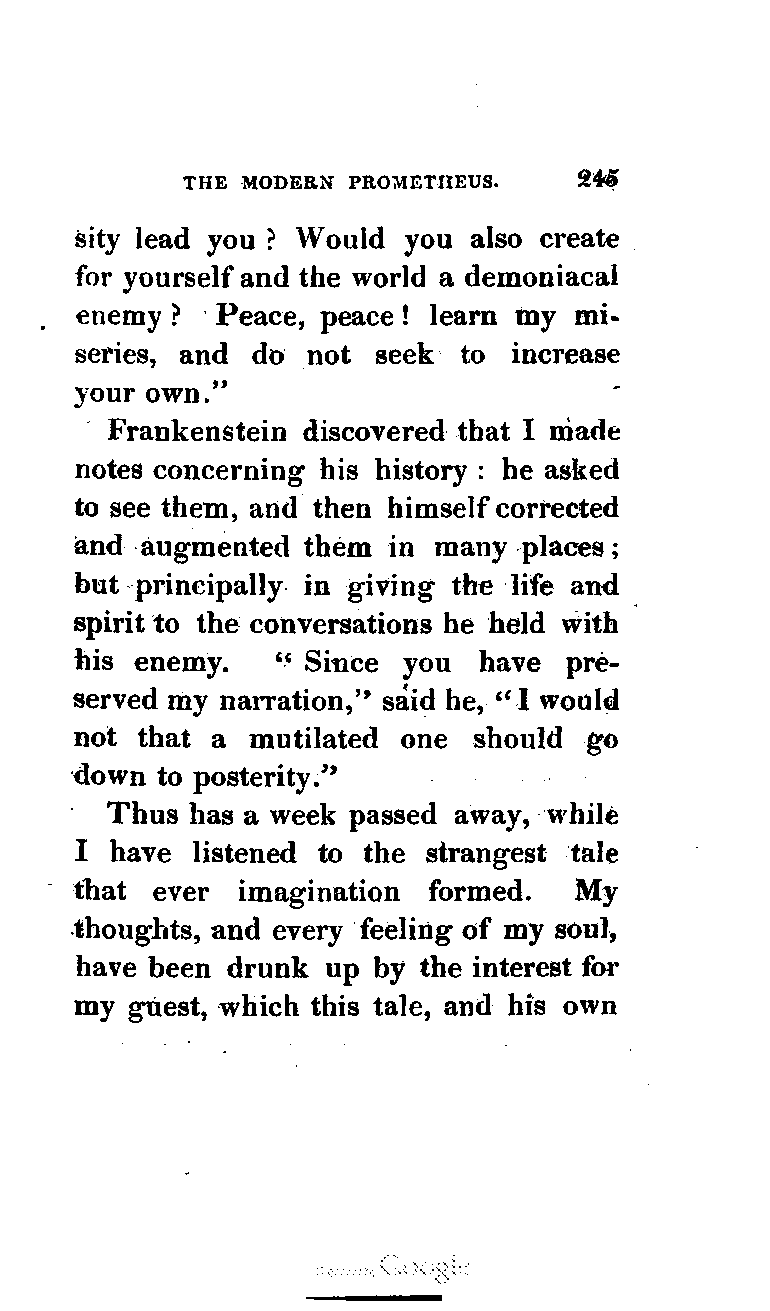 THE MODERN PROMETHEUS. 245
sity lead you ? Would you also create
for yourself and the world a demoniacal
enemy ? Peace, peace ! learn my mi-
series, and do not seek to increase
your own."
Frankenstein discovered that I made
notes concerning his history : he asked
to see them, and then himself corrected
and augmented them in many places ;
but principally in giving the life and
spirit to the conversations he held with
his enemy. " Since you have pre-
served my narration," said he, " I would
not that a mutilated one should go
down to posterity."
Thus has a week passed away, while
I have listened to the strangest tale
that ever imagination formed. My
thoughts, and every feeling of my soul,
have been drunk up by the interest for
my guest, which this tale, and his own
Google